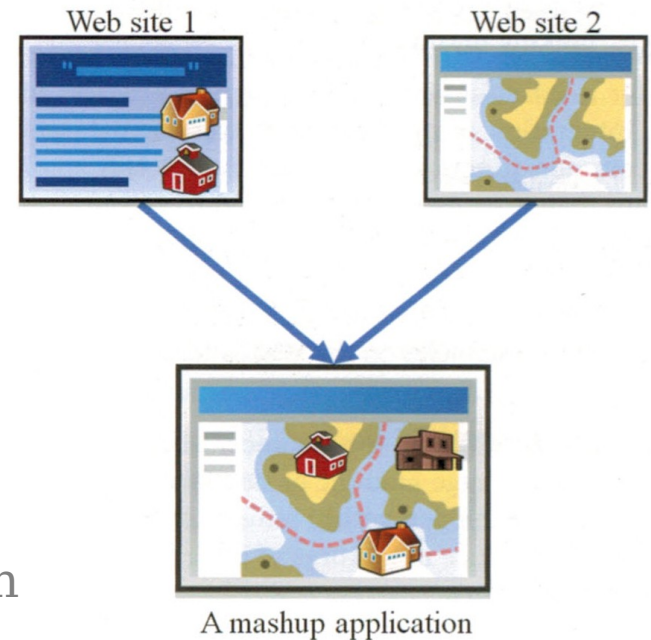 Web site 1
Web site 2
" "
n
A mashup application